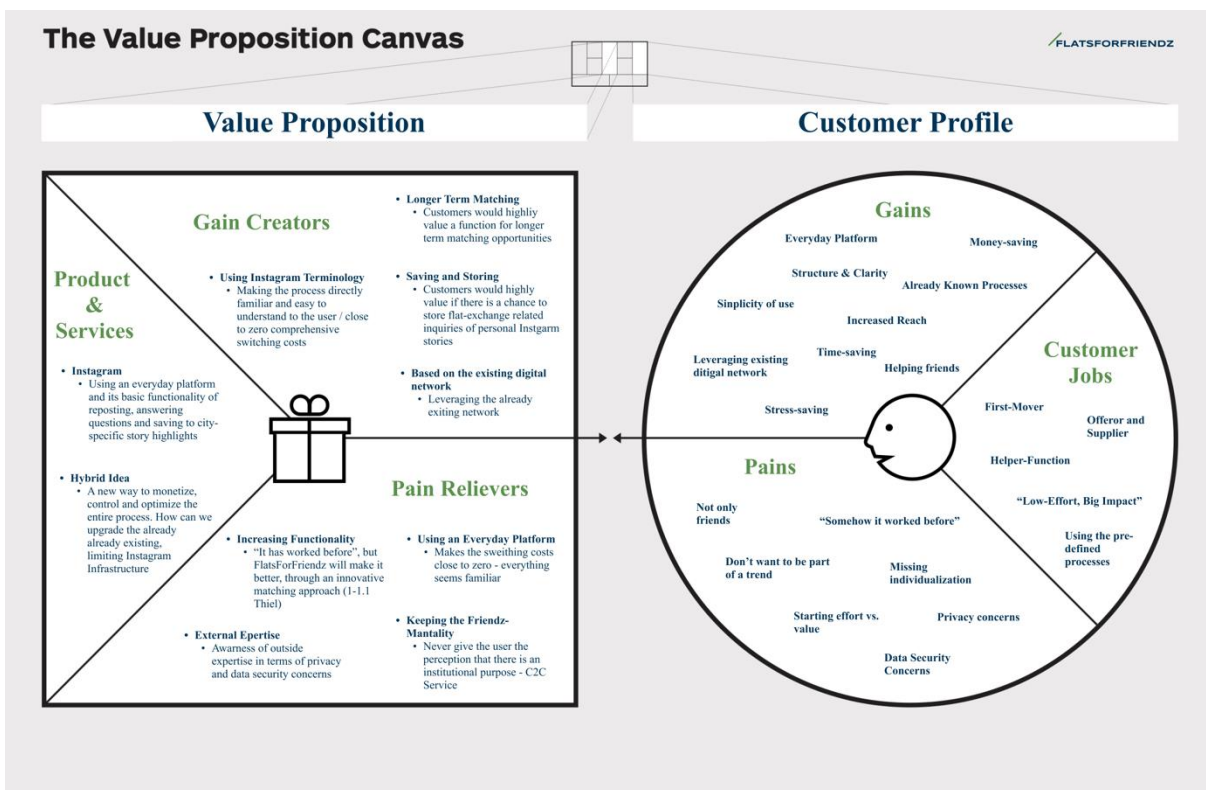 The Value Proposition Canvas
FLATSFORFRIENDZ
Value Proposition
Customer Profile
Product
&
Services
• Instagram
• Using an everyday platform
and its basic functionality of
reposting, answering
questions and saving to city-
specific story highlights
• Hybrid Idea
• A new way to monetize,
control and optimize the
entire process. How can we
upgrade the already
already existing,
limiting Instagram
Infrastructure
Gain Creators
• Using Instagram Terminology
• Making the process directly
familiar and easy to
understand to the user / close
to zero comprehensive
switching costs
• Longer Term Matching
• Customers would highliy
value a function for longer
term matching opportunities
• Saving and Storing
• Customers would highly
value if there is a chance to
store flat-exchange related
inquiries of personal Instgarm
stories
• Based on the existing digital
network
• Leveraging the already
exiting network
Pain Relievers
• Increasing Functionality
• “It has worked before”, but
FlatsForFriendz will make it
better, through an innovative
matching approach (1-1.1
Thiel)
• External Epertise
• Awarness of outside
expertise in terms of privacy
and data security concerns
• Using an Everyday Platform
• Makes the sweithing costs
close to zero - everything
seems familiar
• Keeping the Friendz-
Mantality
• Never give the user the
perception that there is an
institutional purpose - C2C
Service
Gains
Everyday Platform
Money-saving
Structure & Clarity
Already Known Processes
Sinplicity of use
Increased Reach
Time-saving
Leveraging existing
ditigal network
Helping friends
Stress-saving
Customer
Jobs
First-Mover
Offeror and
Supplier
Helper-Function
“Low-Effort, Big Impact”
Using the pre-
defined
processes
Pains
Not only
friends
“Somehow it worked before”
Don’t want to be part
of a trend
Missing
individualization
Starting effort vs.
value
Privacy concerns
Data Security
Concerns